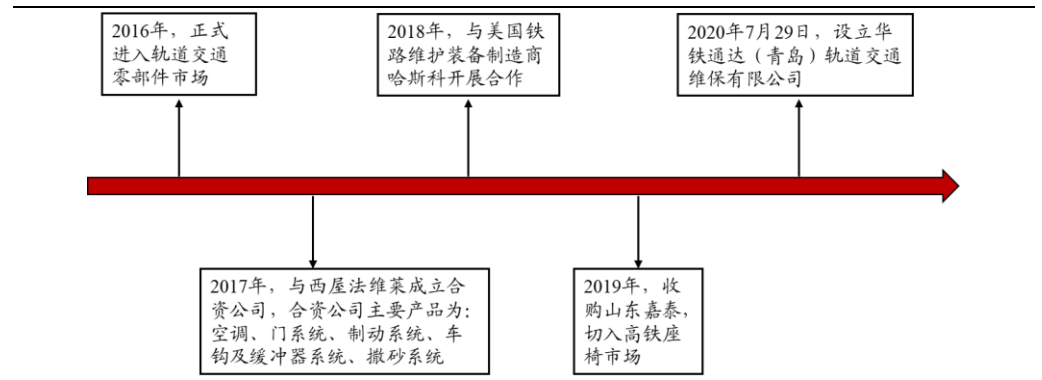 2016年，正式
进入轨道交通
零部件市场
2018年，与美国铁
路维护装备制造商
哈斯科开展合作
2020年7月29日，设立华
铁通达（青岛）轨道交通
维保有限公司
2017年，与西屋法维莱成立合
资公司，合资公司主要产品为：
空调、门系统、制动系统、车
钩及缓冲器系统、撒砂系统
2019年，收
购山东嘉泰，
切入高铁座
椅市场